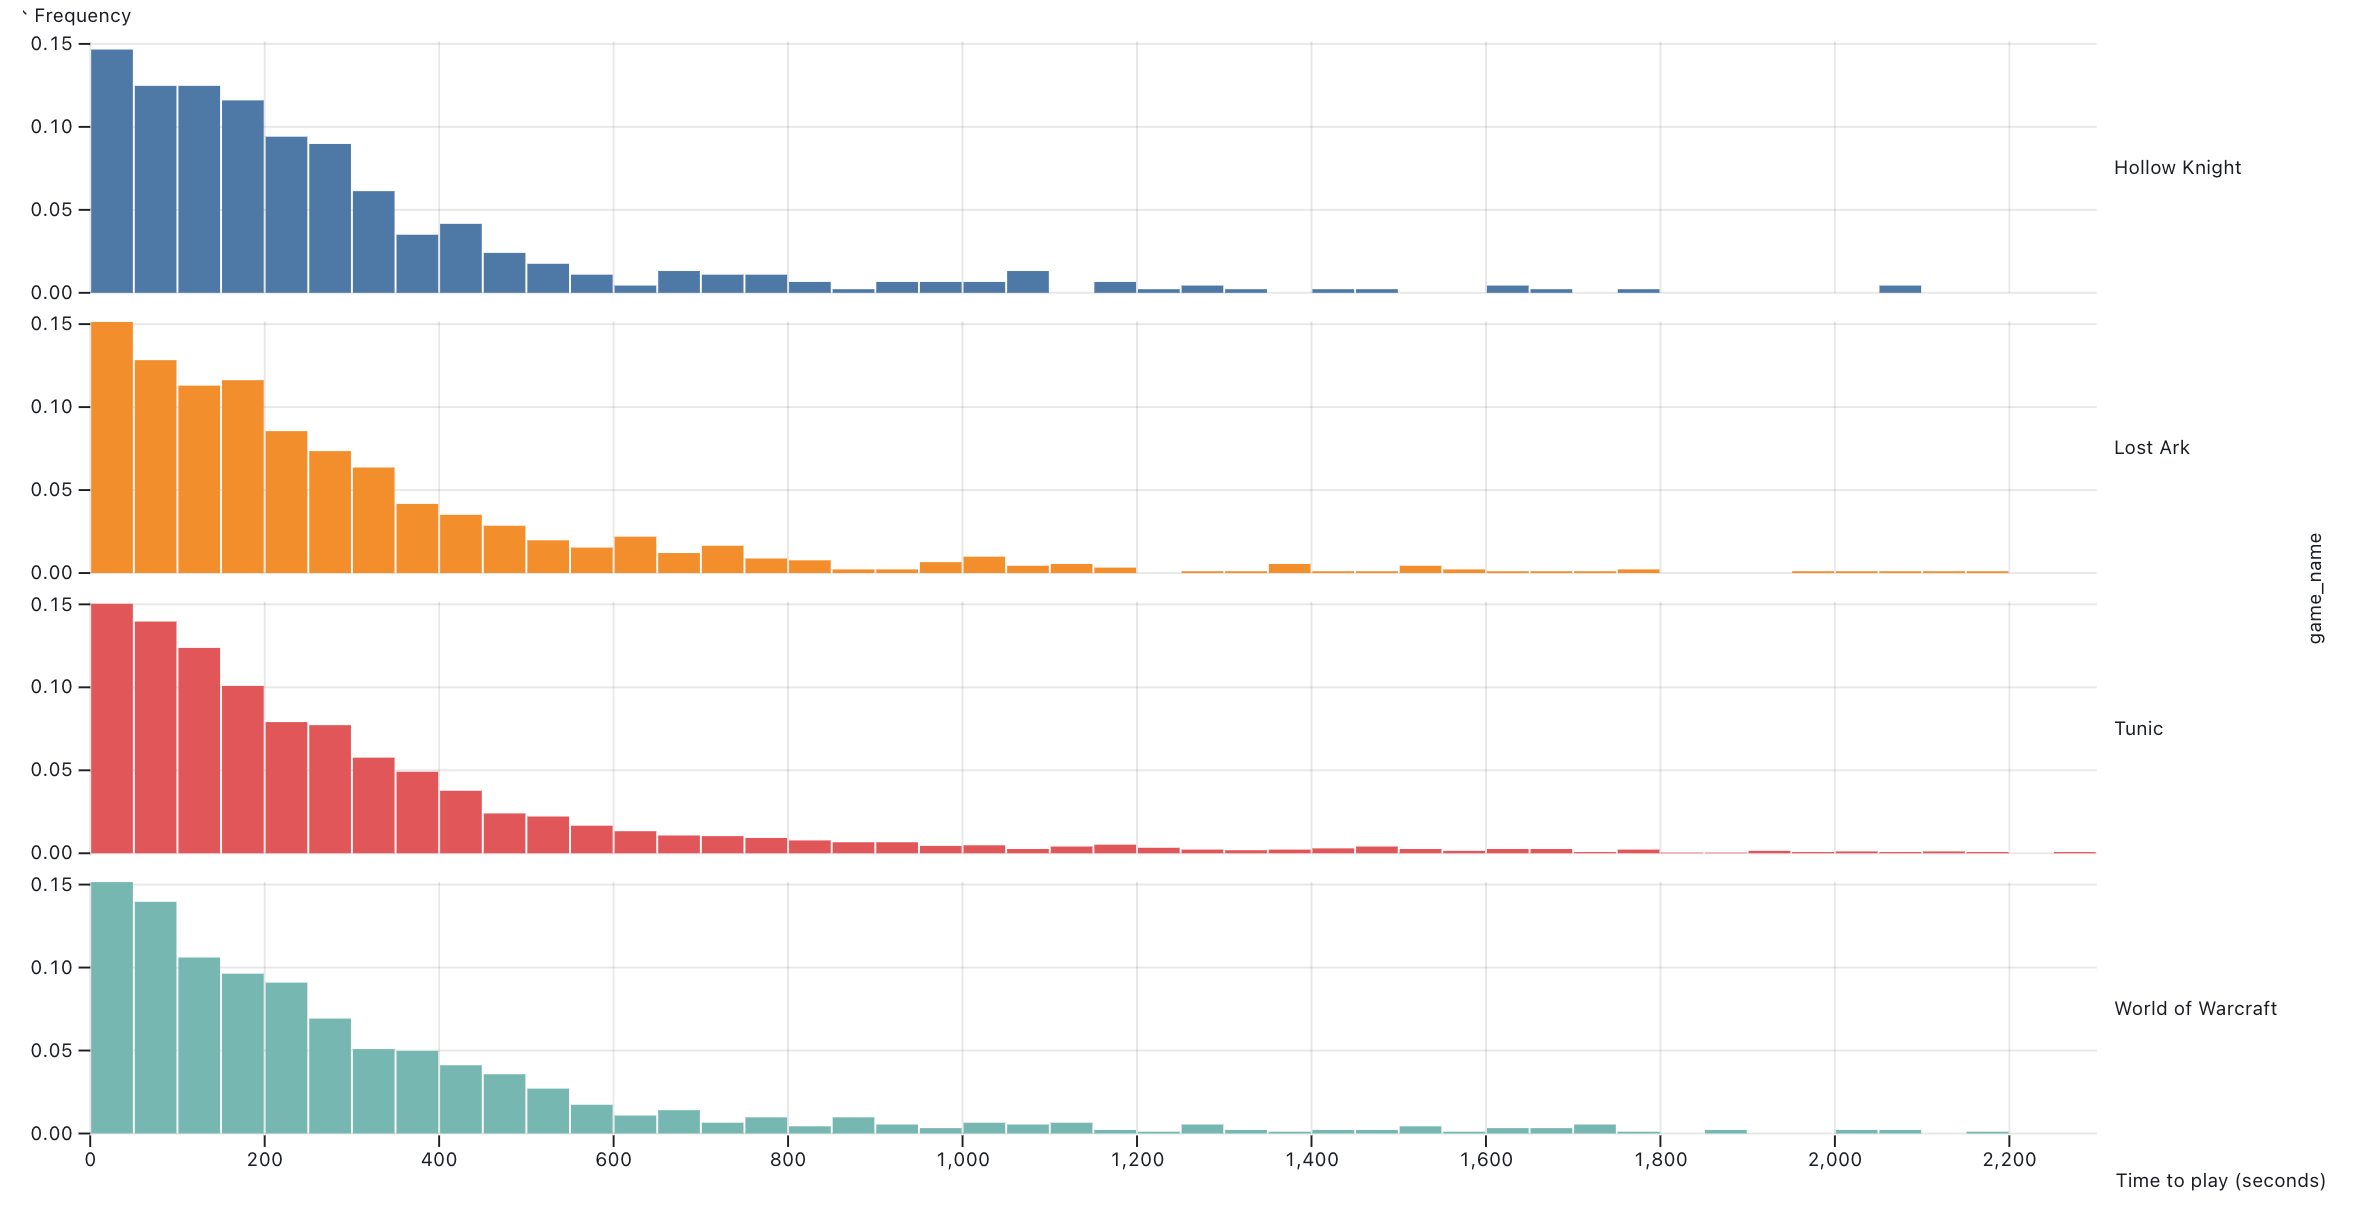 ` Frequency
0.15
0.10
0.05
0.00
Hollow Knight
0.15
0.10
0.05
0.00
Lost Ark
0.15
0.10
0.05
0.00
Tunic
0.15
0.10
0.05
0.00
World of Warcraft
game_name
0 200 400 600 800 1,000 1,200 1,400 1,600 1,800 2,000 2,200
Time to play (seconds)